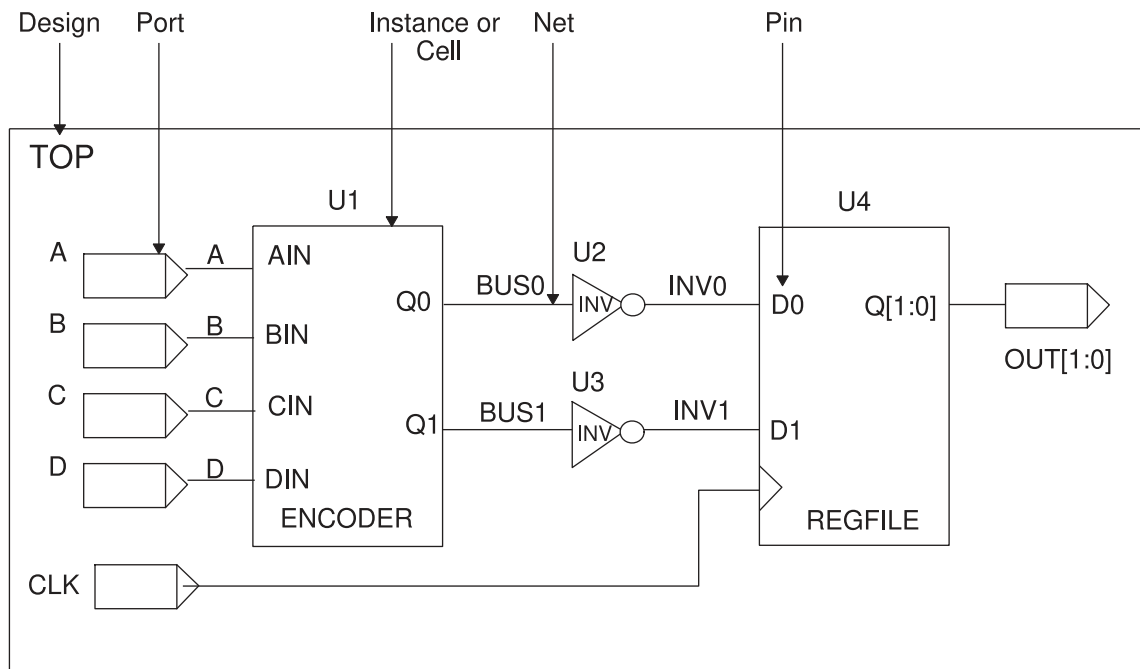 Design
Port
Instance or
Cell
Net
Pin
TOP
U1
U4
A
A
AIN
U2
BUS0
INV
INV0
Q0
D0
Q[1:0]
B
B
BIN
OUT[1:0]
U3
C
C
CIN
Q1
BUS1
INV
INV1
D1
D
D
DIN
ENCODER
REGFILE
CLK